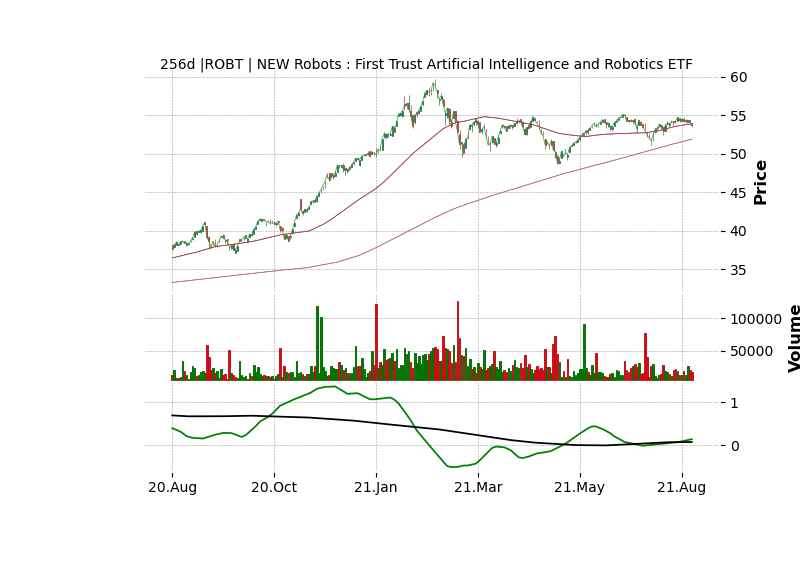 256d |ROBT | NEW Robots : First Trust Artificial Intelligence and Robotics ETF
60
55
50
45
40
35
Price
100000
50000
Volume
1
0
20.Aug 20.Oct 21.Jan 21.Mar 21.May 21.Aug